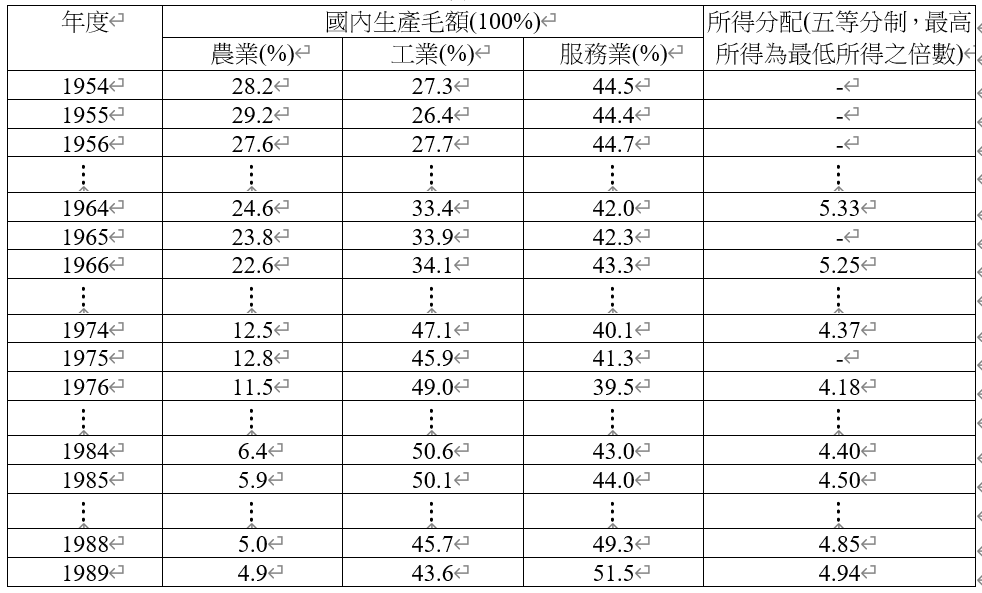 年度 國內生產毛額(100%) 所得分配(五等分制，最高所得為最低所得之倍數)
農業(%) 工業(%) 服務業(%)
1954 28.2 27.3 44.5 -
1955 29.2 26.4 44.4 -
1956 27.6 27.7 44.7 -
⋮ ⋮ ⋮ ⋮ ⋮
1964 24.6 33.4 42.0 5.33
1965 23.8 33.9 42.3 -
1966 22.6 34.1 43.3 5.25
⋮ ⋮ ⋮ ⋮ ⋮
1974 12.5 47.1 40.1 4.37
1975 12.8 45.9 41.3 -
1976 11.5 49.0 39.5 4.18
⋮ ⋮ ⋮ ⋮ ⋮
1984 6.4 50.6 43.0 4.40
1985 5.9 50.1 44.0 4.50
⋮ ⋮ ⋮ ⋮ ⋮
1988 5.0 45.7 49.3 4.85
1989 4.9 43.6 51.5 4.94